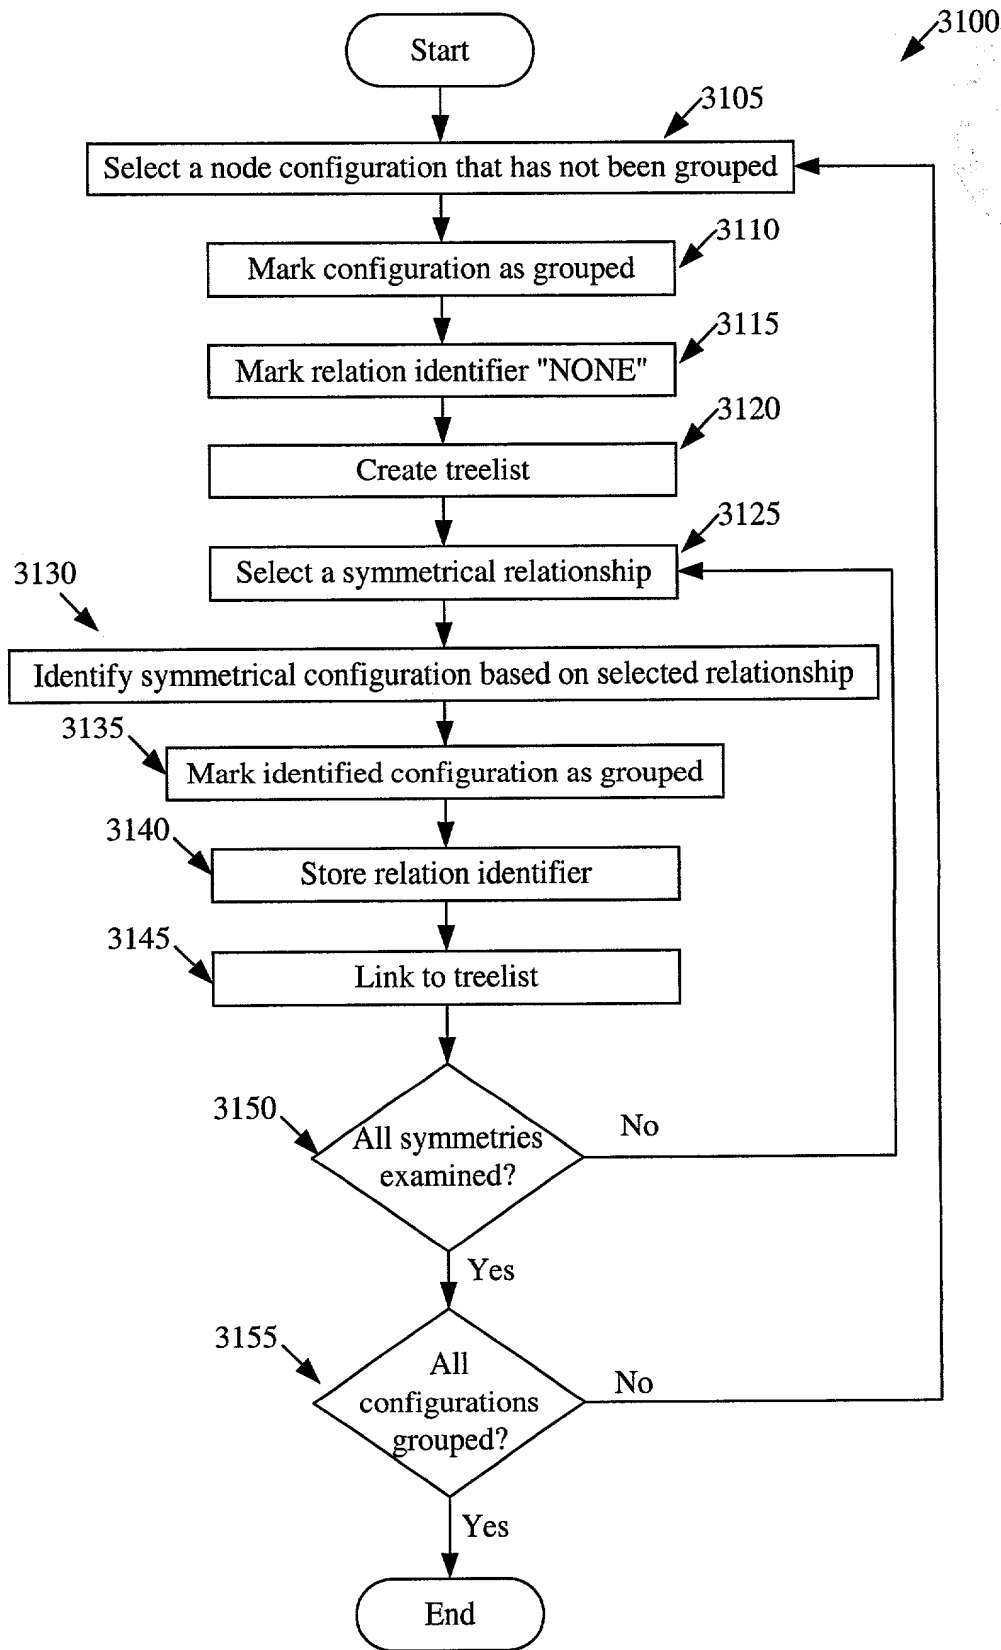 3100
Start
3105
Select a node configuration that has not been grouped
3110
Mark configuration as grouped
3115
Mark relation identifier "NONE"
3120
Create treelist
3125
Select a symmetrical relationship
3130
Identify symmetrical configuration based on selected relationship
3135
Mark identified configuration as grouped
3140
Store relation identifier
3145
Link to treelist
3150
All symmetries
examined?
No
Yes
3155
All
configurations
grouped?
No
Yes
End